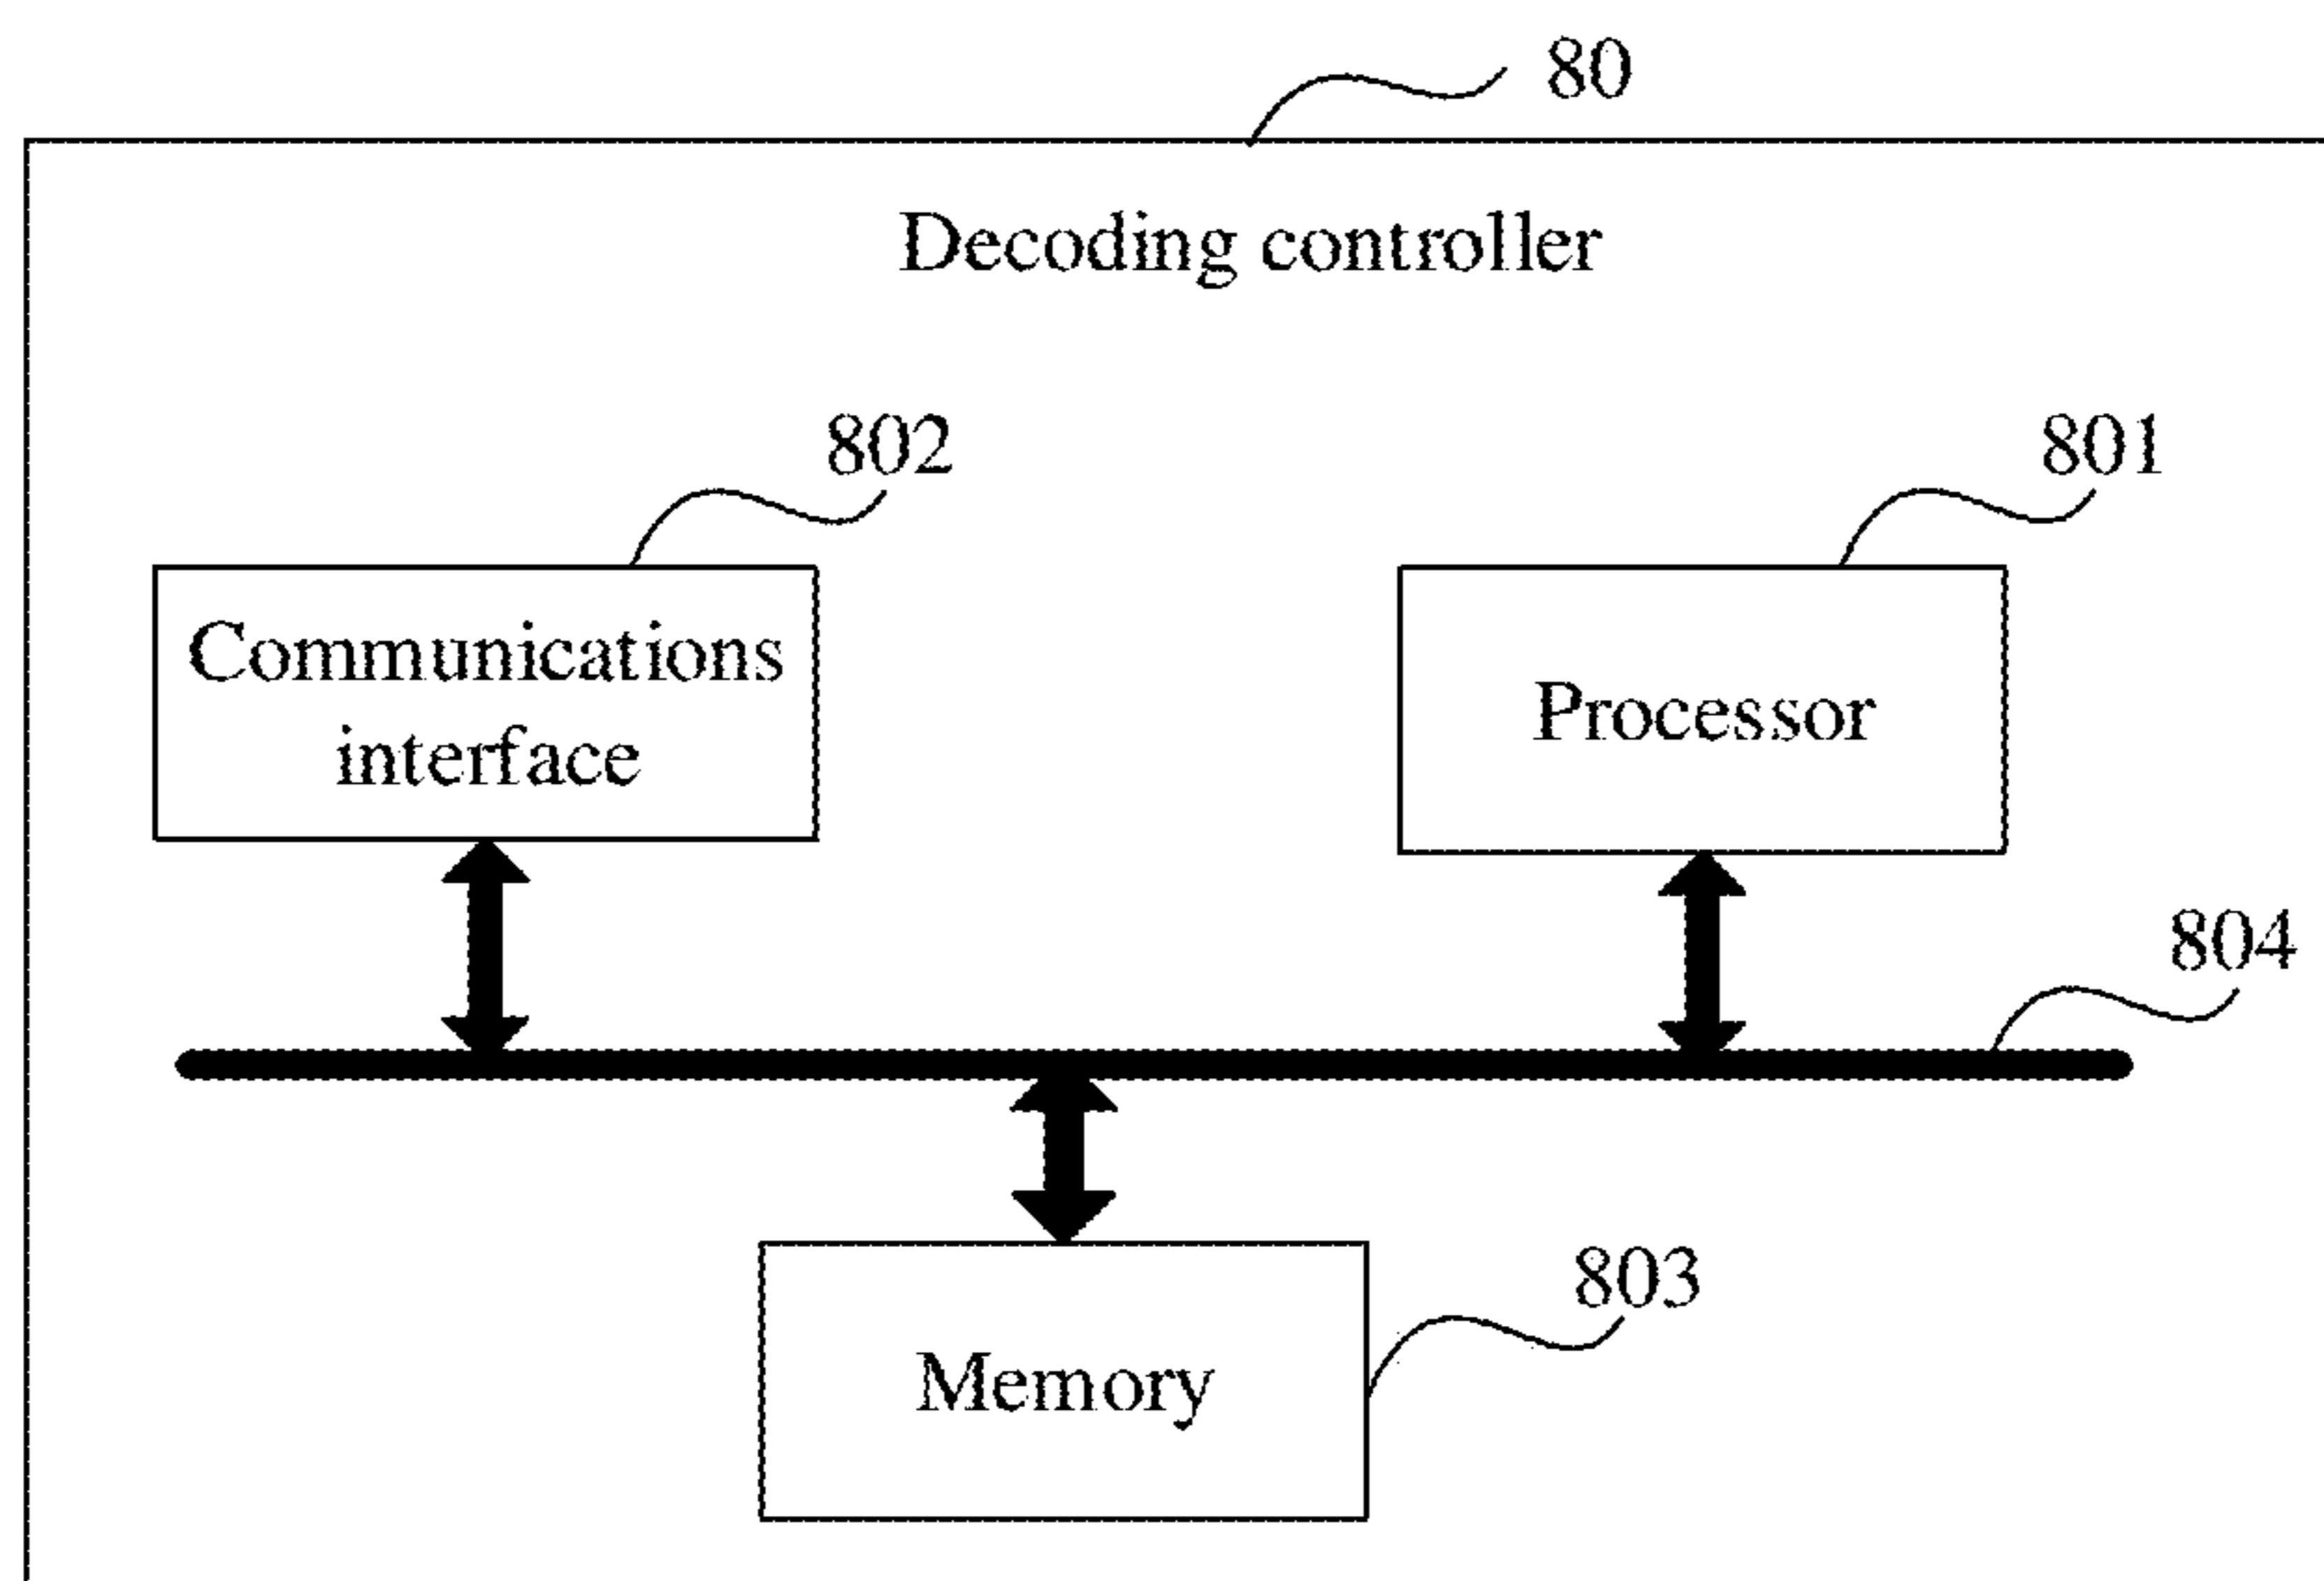 80
Decoding controller
802
801
Communications
interface
Processor
804
803
Memory